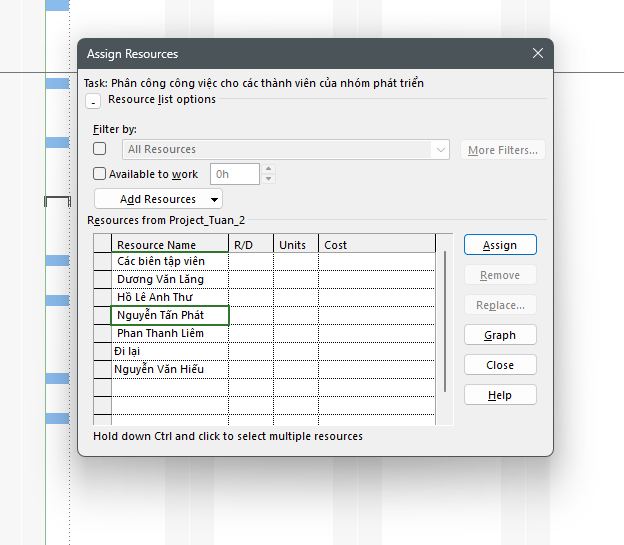 Assign Resources
Task: Phân công công việc cho các thành viên của nhóm phát triển
- Resource list options
Filter by:
All Resources
More Filters...
Available to work 0h
Add Resources
Resources from Project_Tuan_2
Resource Name R/D Units Cost
Các biên tập viên
Dương Văn Lăng
Hồ Lê Anh Thư
Nguyễn Tấn Phát
Phan Thanh Liêm
Đi lại
Nguyễn Văn Hiếu
Assign
Remove
Replace...
Graph
Close
Help
Hold down Ctrl and click to select multiple resources